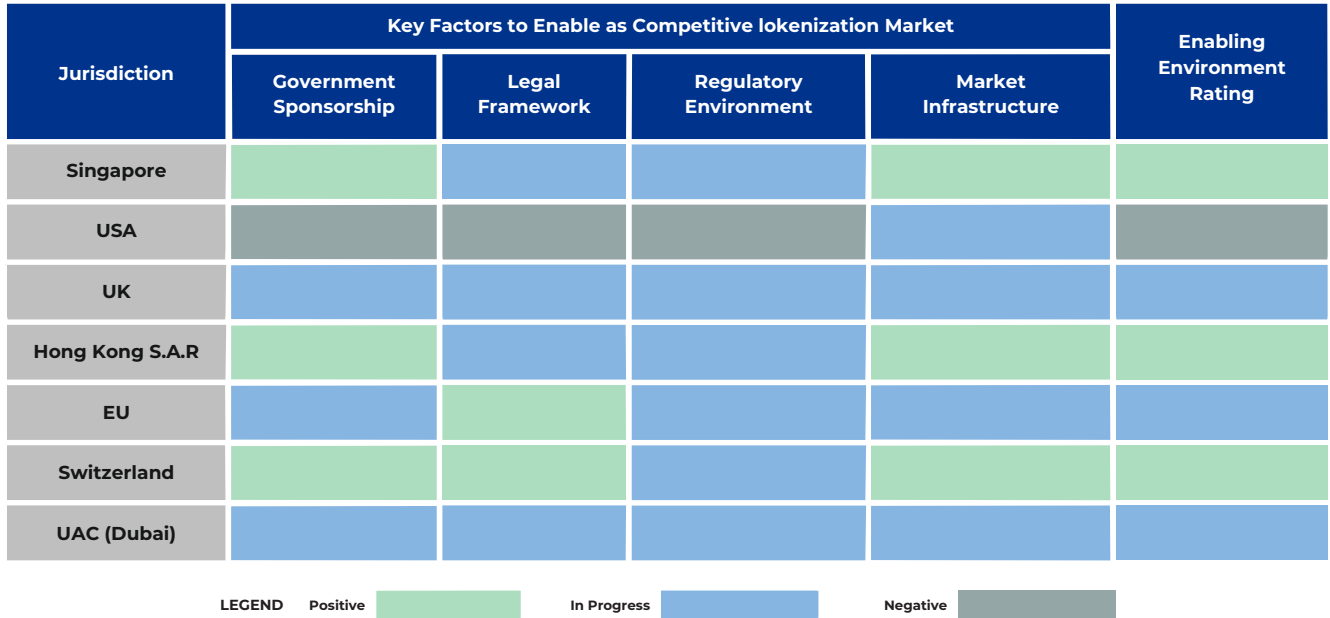 Jurisdiction
Key Factors to Enable as Competitive lokenization Market
Enabling
Environment
Rating
Government
Sponsorship
Legal
Framework
Regulatory
Environment
Market
Infrastructure
Singapore
USA
UK
Hong Kong S.A.R
EU
Switzerland
UAC (Dubai)
LEGEND Positive In Progress Negative